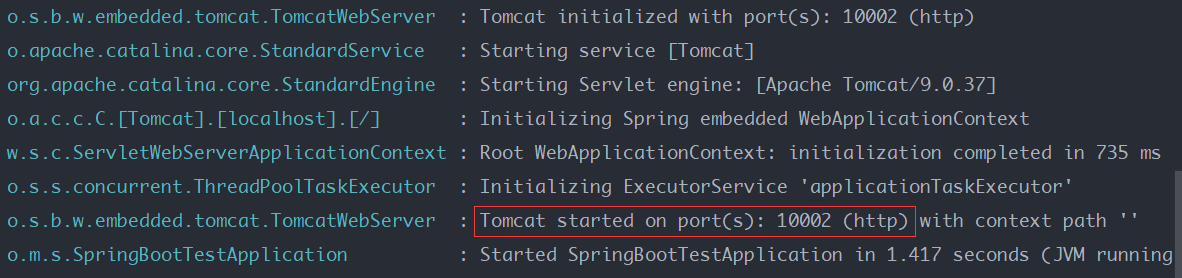 o.s.b.w.embedded.tomcat.TomcatWebServer : Tomcat initialized with port(s): 10002 (http)
o.apache.catalina.core.StandardService : Starting service [Tomcat]
org.apache.catalina.core.StandardEngine : Starting Servlet engine: [Apache Tomcat/9.0.37]
o.a.c.c.C.[Tomcat].[localhost].[/] : Initializing Spring embedded WebApplicationContext
w.s.c.ServletWebServerApplicationContext : Root WebApplicationContext: initialization completed in 735 ms
o.s.s.concurrent.ThreadPoolTaskExecutor : Initializing ExecutorService 'applicationTaskExecutor'
o.s.b.w.embedded.tomcat.TomcatWebServer : Tomcat started on port(s): 10002 (http) with context path ''
o.m.s.SpringBootTestApplication : Started SpringBootTestApplication in 1.417 seconds (JVM running